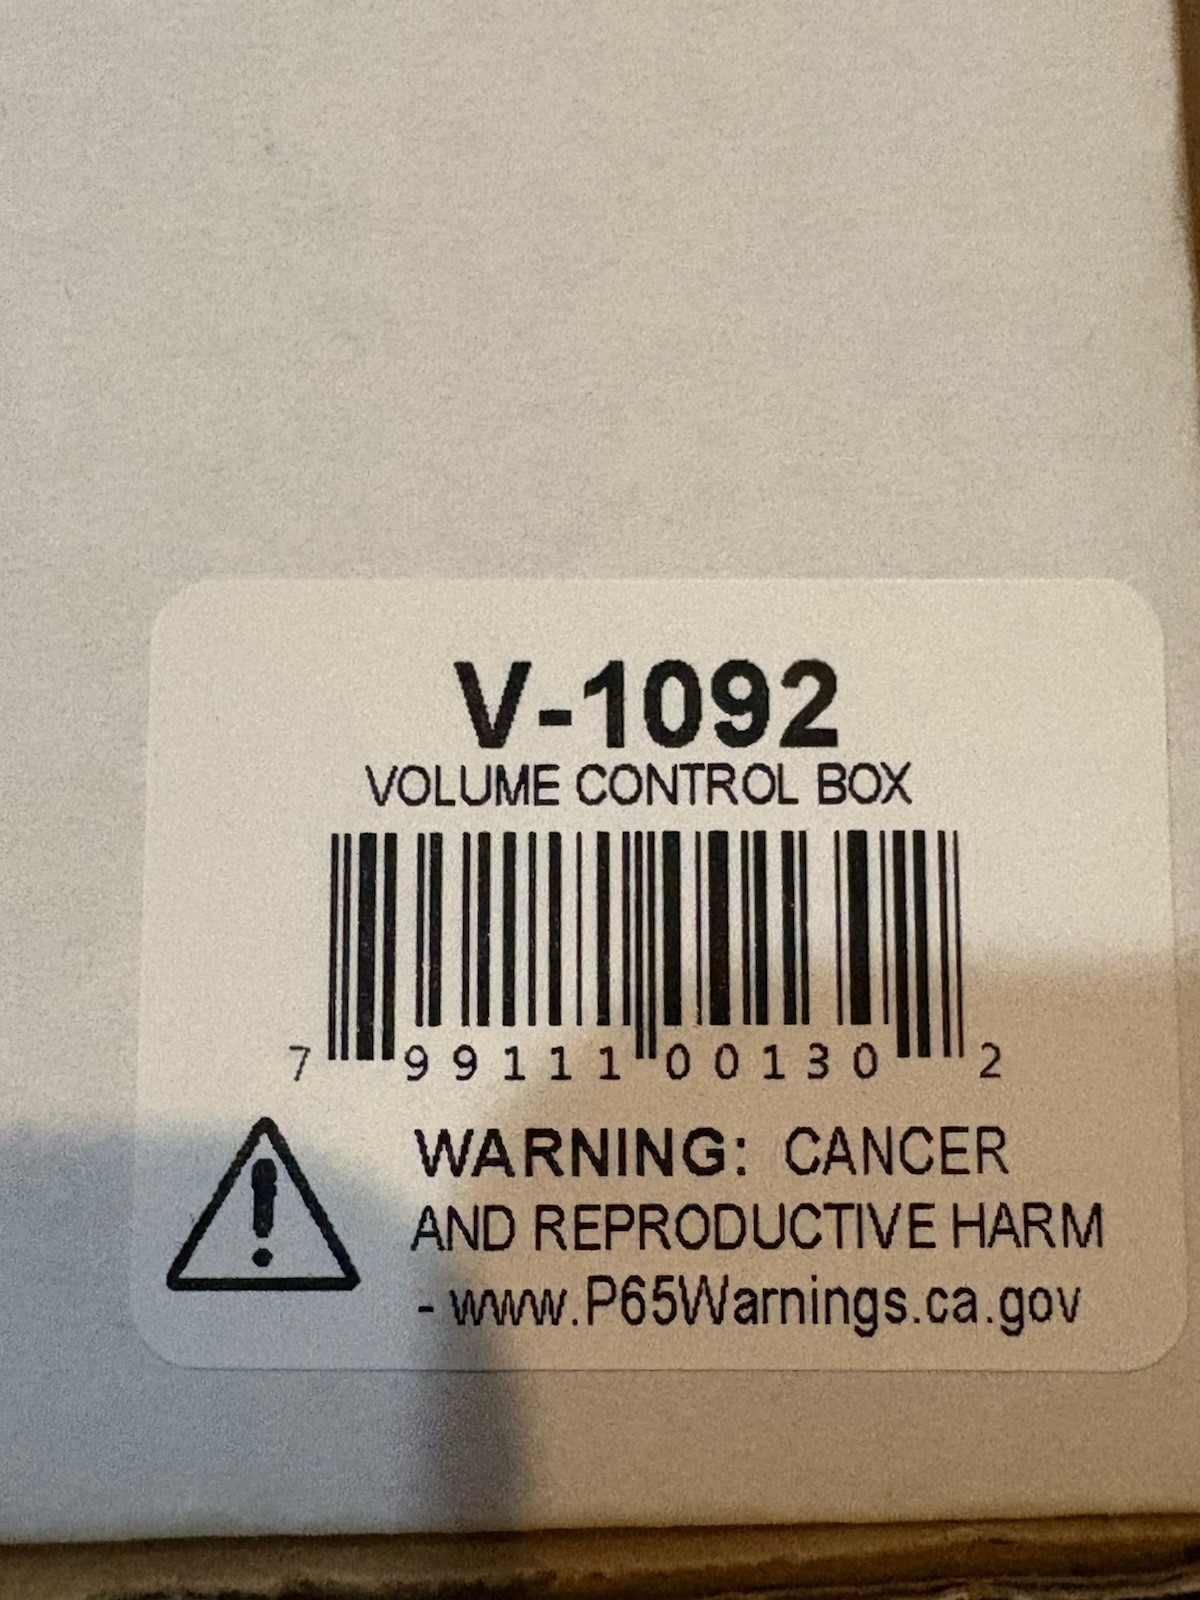 V-1092
VOLUME CONTROL BOX
7 99111 00130 2
WARNING: CANCER
AND REPRODUCTIVE HARM
- www.P65Warnings.ca.gov